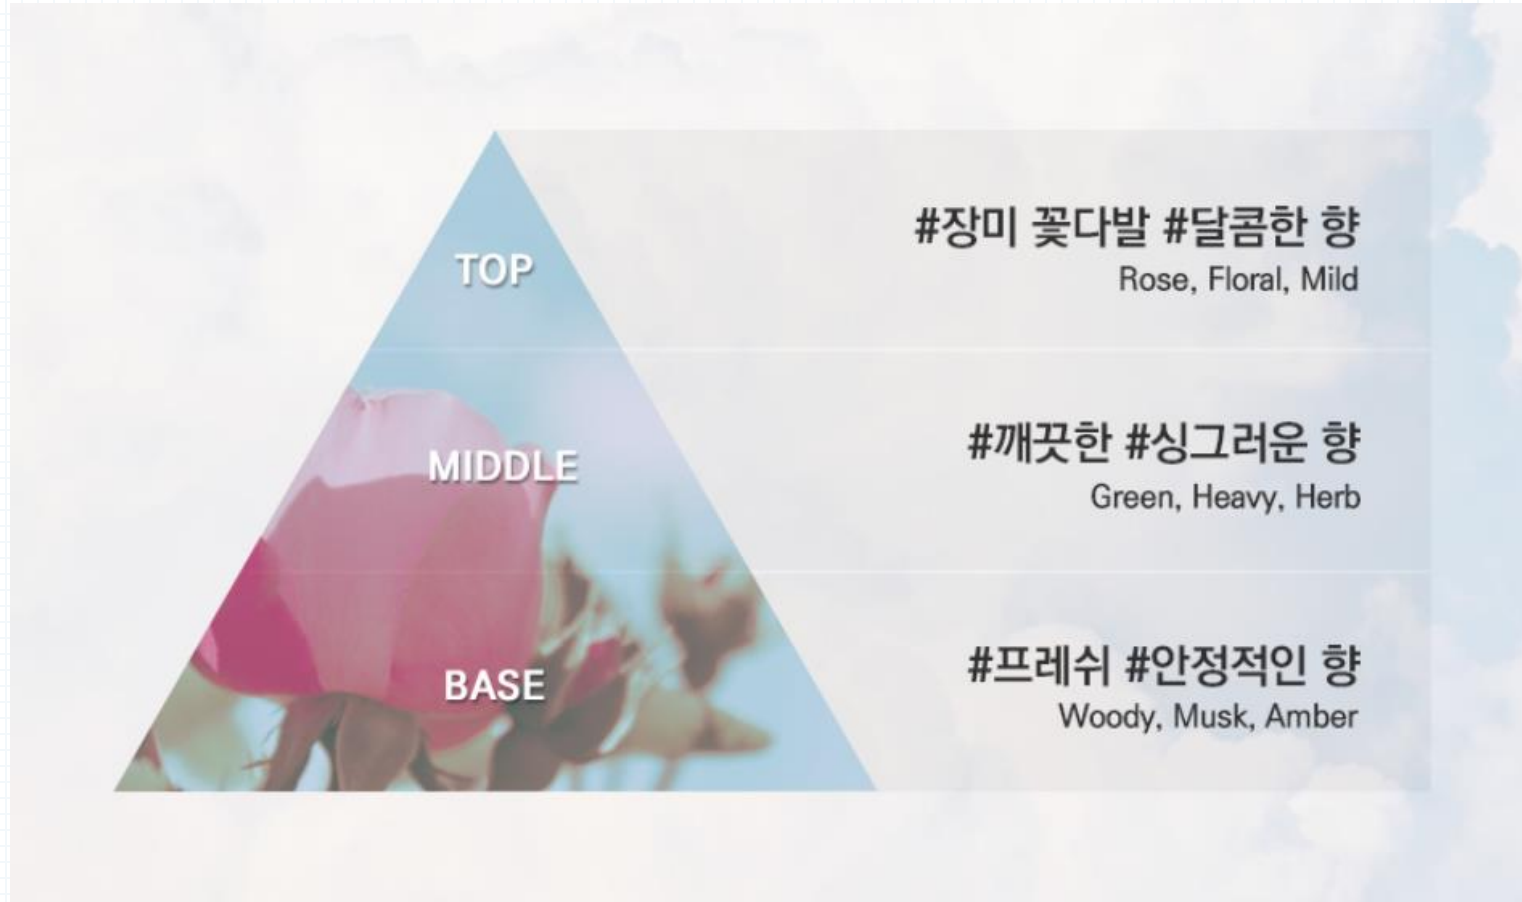 TOP
#장미 꽃다발 #달콤한 향
Rose, Floral, Mild
MIDDLE
#깨끗한 #싱그러운 향
Green, Heavy, Herb
BASE
#프레쉬 #안정적인 향
Woody, Musk, Amber